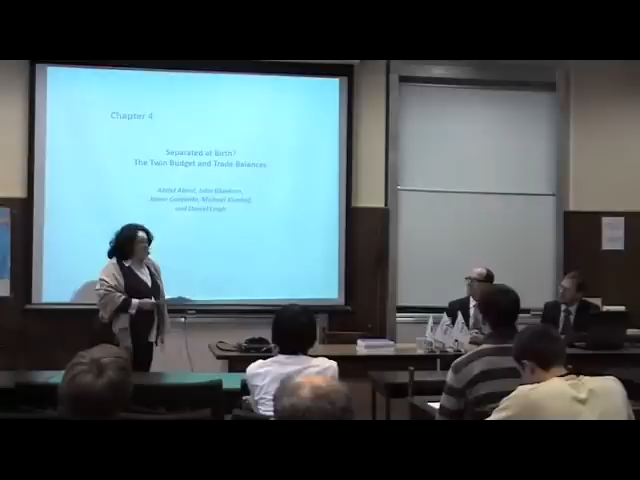 Chapter 4
Separated at Birth?
The Twin Budget and Trade Balances
Abdul Abiad, John Bluedorn,
Jaime Guajardo, Michael Kumhof,
and Daniel Leigh